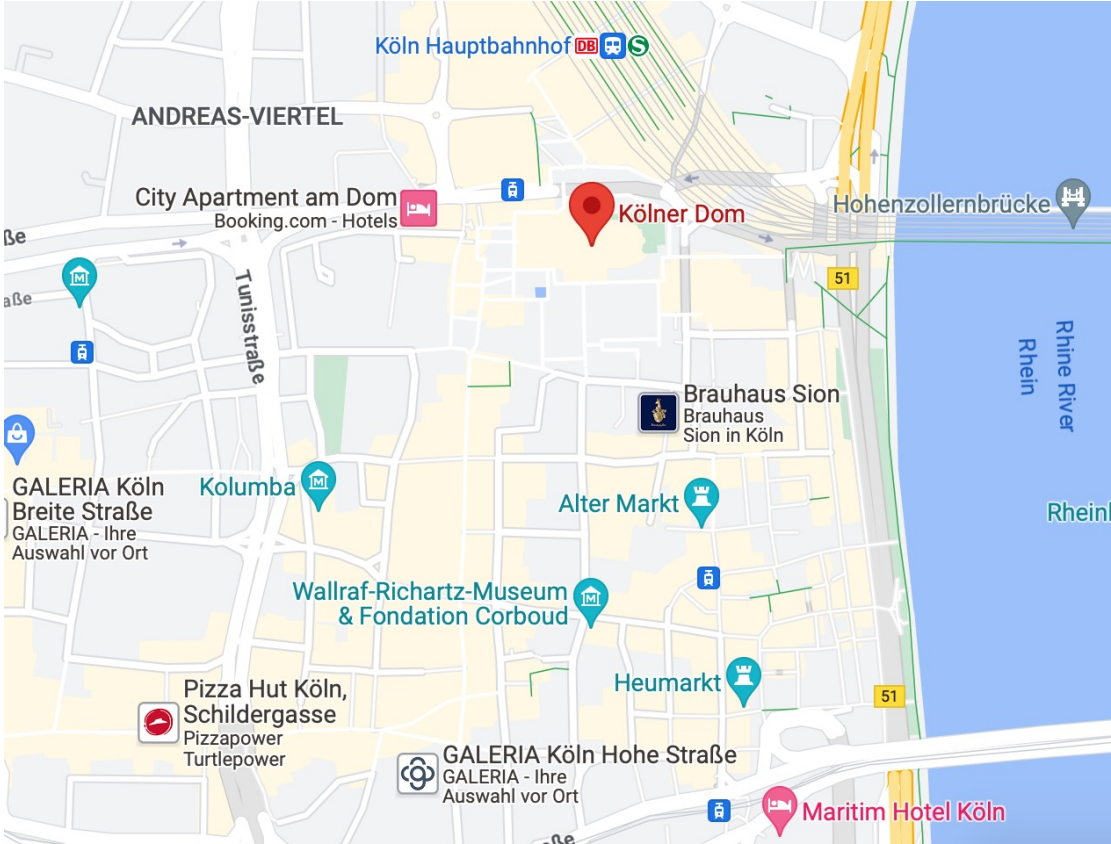 Köln Hauptbahnhof DB S
ANDREAS-VIERTEL
City Apartment am Dom
Booking.com - Hotels
Kölner Dom
Hohenzollernbrücke
ße
aße
Tunisstraße
51
Rhine River
Rhein
Brauhaus Sion
Brauhaus
Sion in Köln
GALERIA Köln
Breite Straße
GALERIA - Ihre
Auswahl vor Ort
Kolumba
Alter Markt
Rheinl
Wallraf-Richartz-Museum
& Fondation Corboud
Heumarkt
Pizza Hut Köln,
Schildergasse
Pizzapower
Turtlepower
51
GALERIA Köln Hohe Straße
GALERIA - Ihre
Auswahl vor Ort
Maritim Hotel Köln
ße